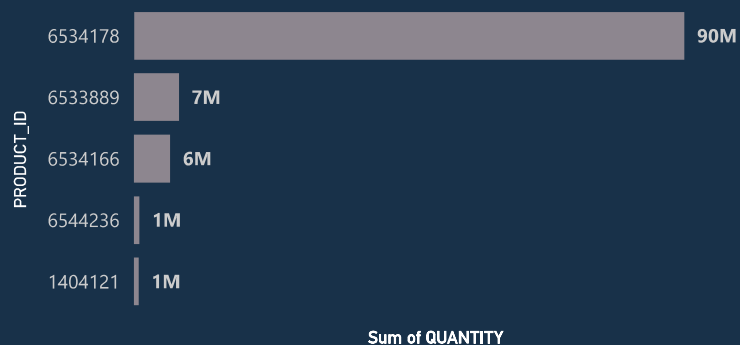 PRODUCT_ID
6534178 90M
6533889 7M
6534166 6M
6544236 1M
1404121 1M
Sum of QUANTITY